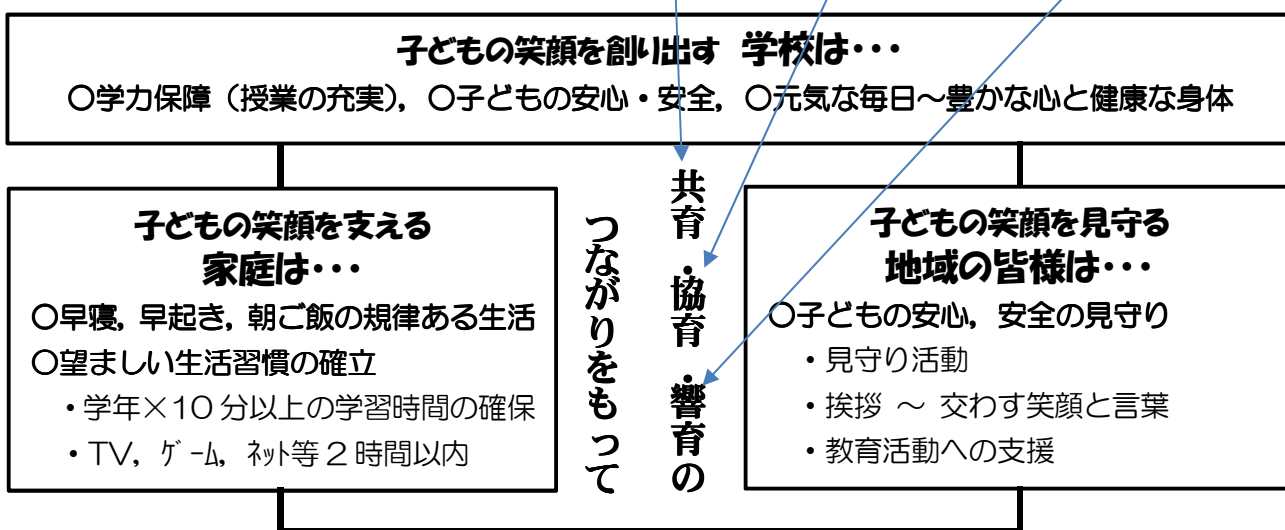 子どもの笑顔を創り出す 学校は・・・
○学力保障（授業の充実），○子どもの安心・安全，○元気な毎日～豊かな心と健康な身体
子どもの笑顔を支える
家庭は・・・
○早寝，早起き，朝ご飯の規律ある生活
○望ましい生活習慣の確立
・学年×10分以上の学習時間の確保
・TV，ｹﾞｰﾑ，ﾈｯﾄ等２時間以内
共育・協育・響育の
つながりをもって
子どもの笑顔を見守る
地域の皆様は・・・
○子どもの安心，安全の見守り
・見守り活動
・挨拶 ～ 交わす笑顔と言葉
・教育活動への支援